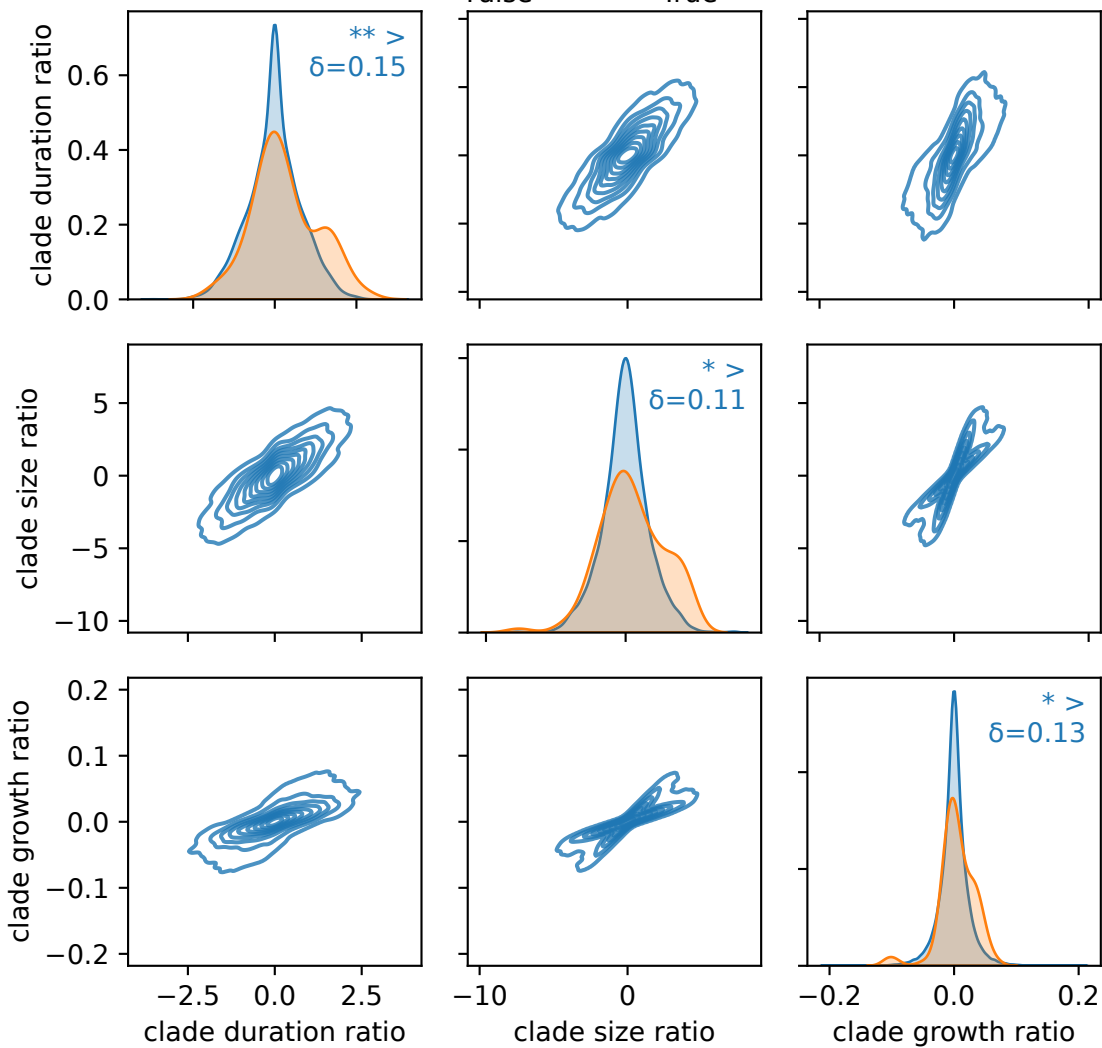 True
clade duration ratio
0.6
0.4
0.2
0.0
** >
δ=0.15
clade size ratio
5
0
−5
−10
* >
δ=0.11
clade growth ratio
0.2
0.1
0.0
−0.1
−0.2
* >
δ=0.13
−2.5
0.0
2.5
−10
0
−0.2
0.0
0.2
clade duration ratio
clade size ratio
clade growth ratio